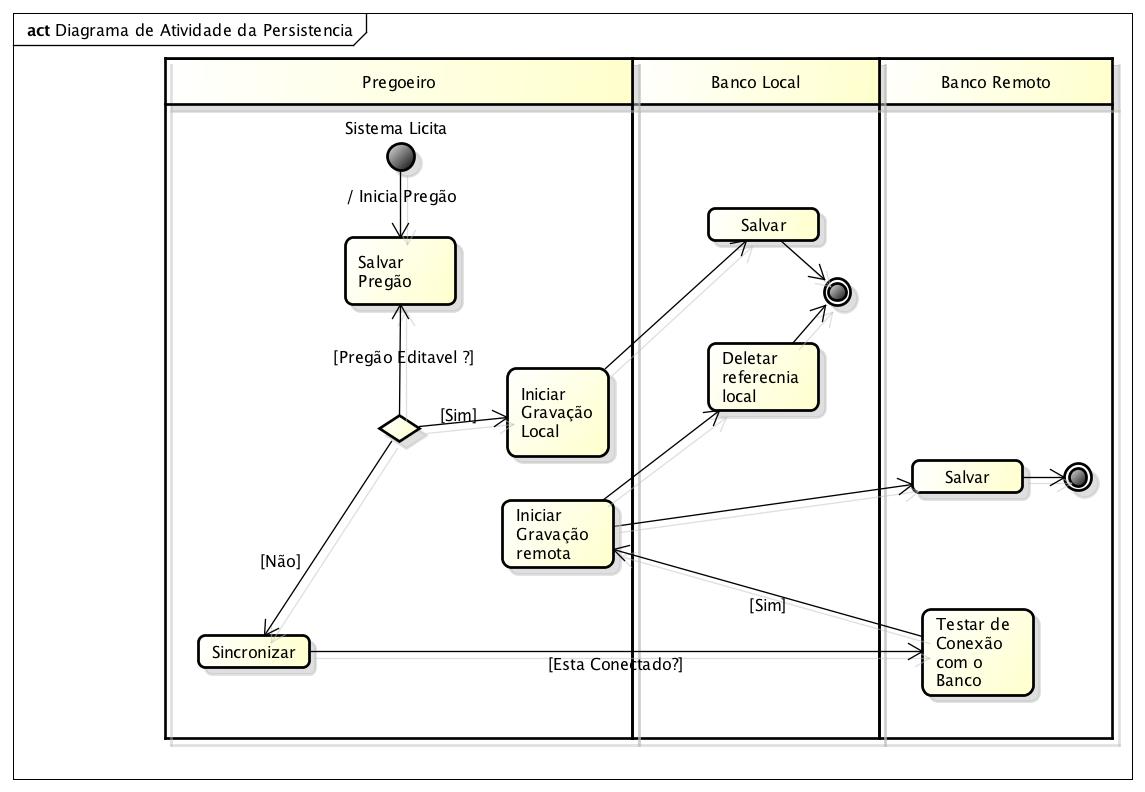 act Diagrama de Atividade da Persistencia
Pregoeiro
Banco Local
Banco Remoto
Sistema Licita
/ Inicia Pregão
Salvar
Pregão
[Pregão Editavel ?]
[Sim]
Iniciar
Gravação
Local
Salvar
Deletar
referecnia
local
Iniciar
Gravação
remota
Salvar
[Não]
[Sim]
Sincronizar
[Esta Conectado?]
Testar de
Conexão
com o
Banco